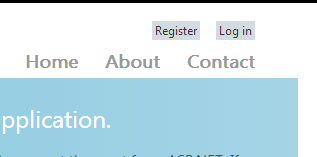 Register Log in
Home About Contact
pplication.